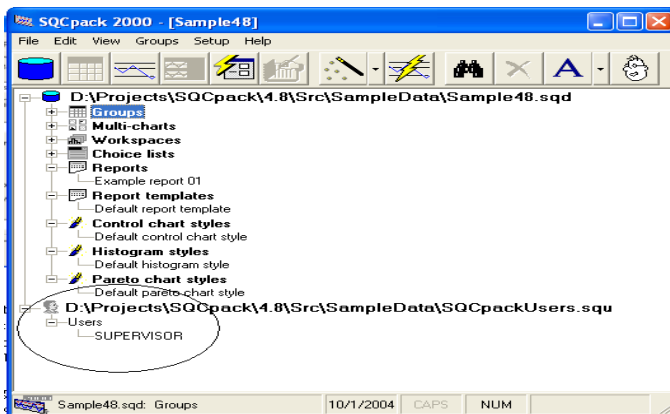 SQCpack 2000 - [Sample48]
File Edit View Groups Setup Help
A
D:\Projects\SQCpack\4.8\Src\SampleData\Sample48.sqd
Groups
Multi-charts
Workspaces
Choice lists
Reports
Example report 01
Report templates
Default report template
Control chart styles
Default control chart style
Histogram styles
Default histogram style
Pareto chart styles
Default pareto chart style
D:\Projects\SQCpack\4.8\Src\SampleData\SQCpackUsers.squ
Users
SUPERVISOR
Sample48.sqd: Groups 10/1/2004 CAPS NUM